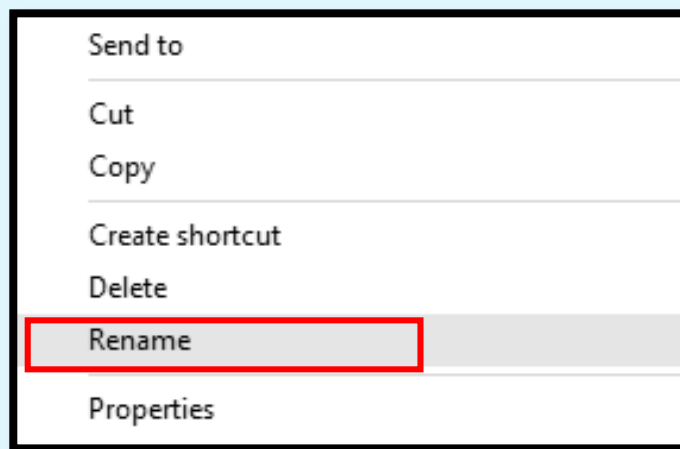 Send to
Cut
Copy
Create shortcut
Delete
Rename
Properties